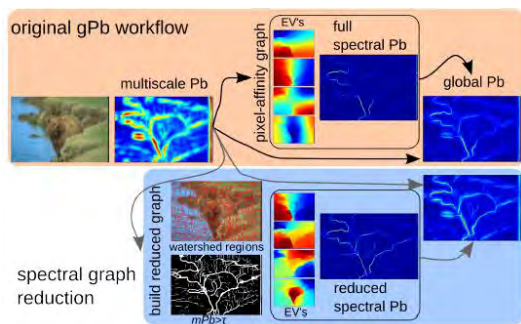 original gPb workflow
multiscale Pb
pixel-affinity graph
EV's
full
spectral Pb
global Pb
build reduced graph
watershed regions
mPb>τ
EV's
reduced
spectral Pb
spectral graph
reduction